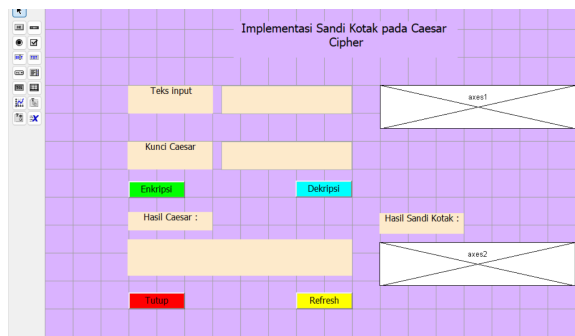 Implementasi Sandi Kotak pada Caesar
Cipher
Teks input
axes1
Kunci Caesar
Enkripsi
Dekripsi
Hasil Caesar :
Hasil Sandi Kotak :
axes2
Tutup
Refresh